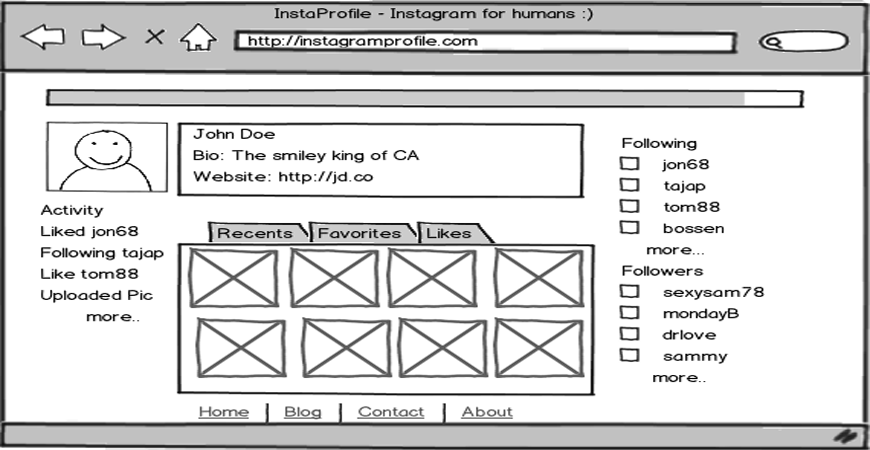 InstaProfile - Instagram for humans :)
http://instagramprofile.com
John Doe
Bio: The smiley king of CA
Website: http://jd.co
Activity
Liked jon68
Following tajap
Like tom88
Uploaded Pic
more..
Recents Favorites Likes
Following
jon68
tajap
tom88
bossen
more...
Followers
sexysam78
mondayB
drlove
sammy
more..
Home | Blog | Contact | About